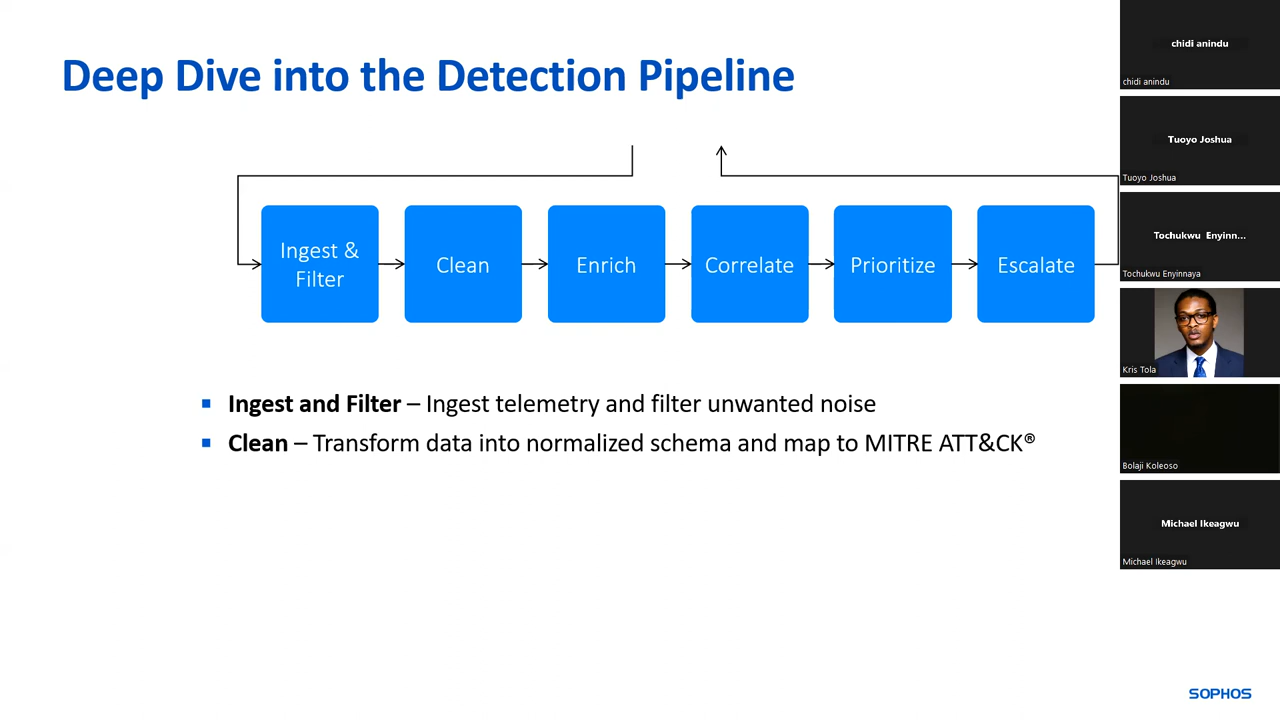 Deep Dive into the Detection Pipeline
Ingest &
Filter
Clean
Enrich
Correlate
Prioritize
Escalate
Ingest and Filter – Ingest telemetry and filter unwanted noise
Clean – Transform data into normalized schema and map to MITRE ATT&CK®
SOPHOS
chidi anindu
chidi anindu
Tuoyo Joshua
Tuoyo Joshua
Tochukwu Enyinn...
Tochukwu Enyinnaya
Kris Tola
Bolaji Koleoso
Michael Ikeagwu
Michael Ikeagwu